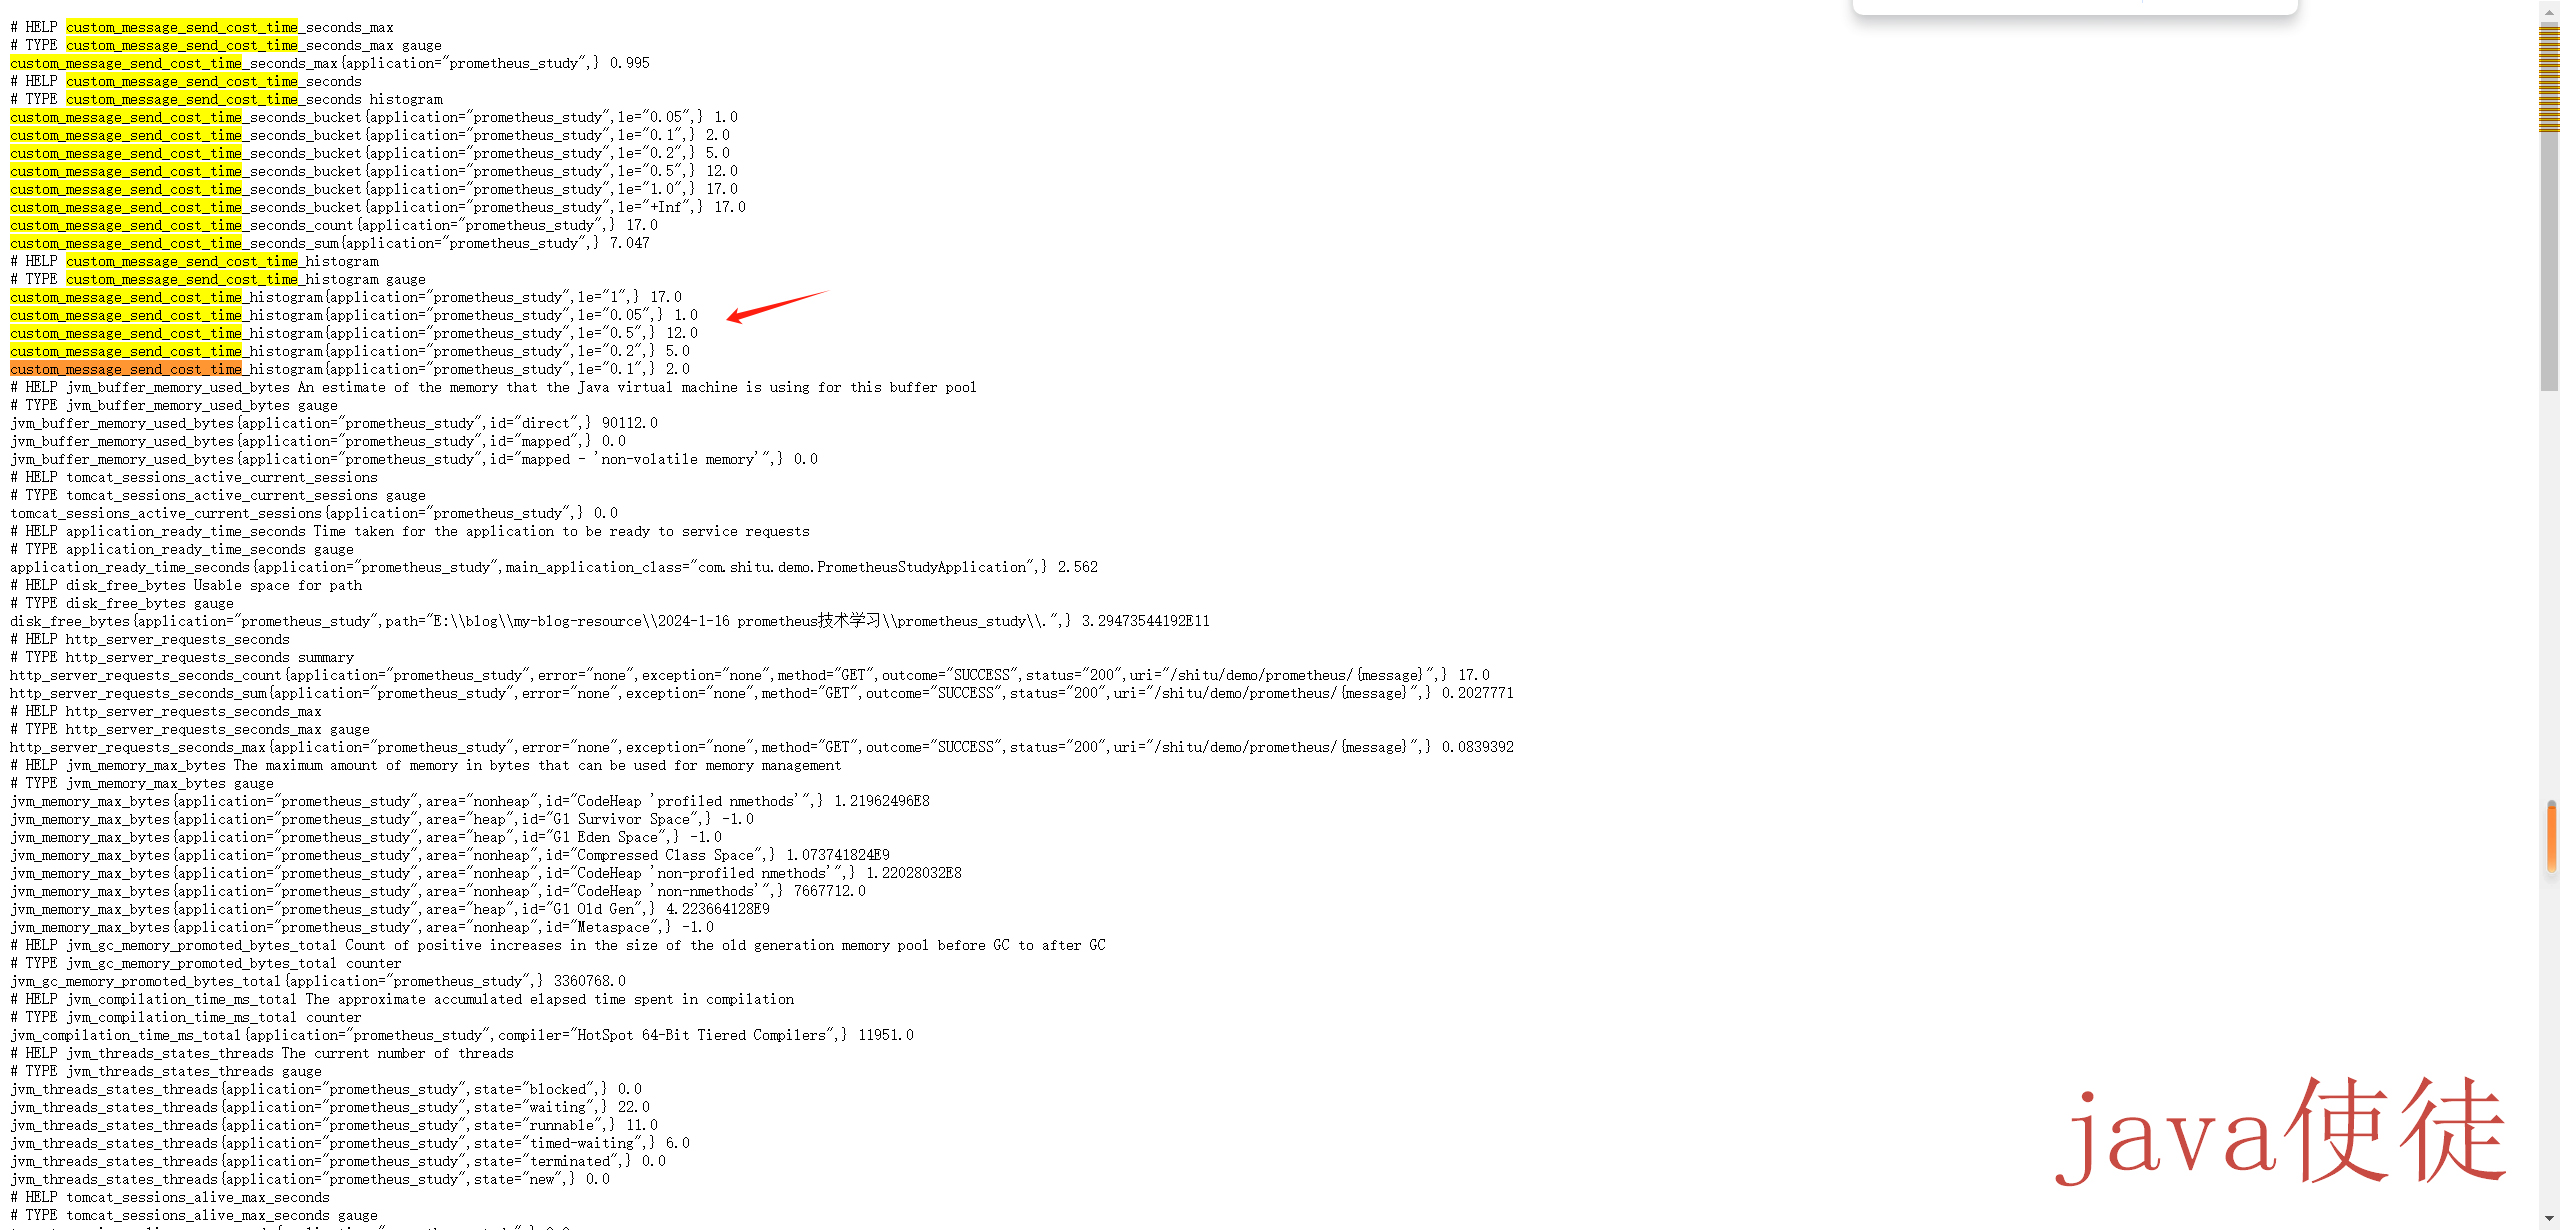 # HELP custom_message_send_cost_time_seconds_max
# TYPE custom_message_send_cost_time_seconds_max gauge
custom_message_send_cost_time_seconds_max{application="prometheus_study",} 0.995
# HELP custom_message_send_cost_time_seconds
# TYPE custom_message_send_cost_time_seconds histogram
custom_message_send_cost_time_seconds_bucket{application="prometheus_study",le="0.05",} 1.0
custom_message_send_cost_time_seconds_bucket{application="prometheus_study",le="0.1",} 2.0
custom_message_send_cost_time_seconds_bucket{application="prometheus_study",le="0.2",} 5.0
custom_message_send_cost_time_seconds_bucket{application="prometheus_study",le="0.5",} 12.0
custom_message_send_cost_time_seconds_bucket{application="prometheus_study",le="1.0",} 17.0
custom_message_send_cost_time_seconds_bucket{application="prometheus_study",le="+Inf",} 17.0
custom_message_send_cost_time_seconds_count{application="prometheus_study",} 17.0
custom_message_send_cost_time_seconds_sum{application="prometheus_study",} 7.047
# HELP custom_message_send_cost_time_histogram
# TYPE custom_message_send_cost_time_histogram gauge
custom_message_send_cost_time_histogram{application="prometheus_study",le="1",} 17.0
custom_message_send_cost_time_histogram{application="prometheus_study",le="0.05",} 1.0
custom_message_send_cost_time_histogram{application="prometheus_study",le="0.5",} 12.0
custom_message_send_cost_time_histogram{application="prometheus_study",le="0.2",} 5.0
custom_message_send_cost_time_histogram{application="prometheus_study",le="0.1",} 2.0
# HELP jvm_buffer_memory_used_bytes An estimate of the memory that the Java virtual machine is using for this buffer pool
# TYPE jvm_buffer_memory_used_bytes gauge
jvm_buffer_memory_used_bytes{application="prometheus_study",id="direct",} 90112.0
jvm_buffer_memory_used_bytes{application="prometheus_study",id="mapped",} 0.0
jvm_buffer_memory_used_bytes{application="prometheus_study",id="mapped - 'non-volatile memory'",} 0.0
# HELP tomcat_sessions_active_current_sessions
# TYPE tomcat_sessions_active_current_sessions gauge
tomcat_sessions_active_current_sessions{application="prometheus_study",} 0.0
# HELP application_ready_time_seconds Time taken for the application to be ready to service requests
# TYPE application_ready_time_seconds gauge
application_ready_time_seconds{application="prometheus_study",main_application_class="com.shitu.demo.PrometheusStudyApplication",} 2.562
# HELP disk_free_bytes Usable space for path
# TYPE disk_free_bytes gauge
disk_free_bytes{application="prometheus_study",path="E:\\blog\\my-blog-resource\\2024-1-16 prometheus技术学习\\prometheus_study\\.",} 3.29473544192E11
# HELP http_server_requests_seconds
# TYPE http_server_requests_seconds summary
http_server_requests_seconds_count{application="prometheus_study",error="none",exception="none",method="GET",outcome="SUCCESS",status="200",uri="/shitu/demo/prometheus/{message}",} 17.0
http_server_requests_seconds_sum{application="prometheus_study",error="none",exception="none",method="GET",outcome="SUCCESS",status="200",uri="/shitu/demo/prometheus/{message}",} 0.2027771
# HELP http_server_requests_seconds_max
# TYPE http_server_requests_seconds_max gauge
http_server_requests_seconds_max{application="prometheus_study",error="none",exception="none",method="GET",outcome="SUCCESS",status="200",uri="/shitu/demo/prometheus/{message}",} 0.0839392
# HELP jvm_memory_max_bytes The maximum amount of memory in bytes that can be used for memory management
# TYPE jvm_memory_max_bytes gauge
jvm_memory_max_bytes{application="prometheus_study",area="nonheap",id="CodeHeap 'profiled nmethods'",} 1.21962496E8
jvm_memory_max_bytes{application="prometheus_study",area="heap",id="G1 Survivor Space",} -1.0
jvm_memory_max_bytes{application="prometheus_study",area="heap",id="G1 Eden Space",} -1.0
jvm_memory_max_bytes{application="prometheus_study",area="nonheap",id="Compressed Class Space",} 1.073741824E9
jvm_memory_max_bytes{application="prometheus_study",area="nonheap",id="CodeHeap 'non-profiled nmethods'",} 1.22028032E8
jvm_memory_max_bytes{application="prometheus_study",area="nonheap",id="CodeHeap 'non-nmethods'",} 7667712.0
jvm_memory_max_bytes{application="prometheus_study",area="heap",id="G1 Old Gen",} 4.223664128E9
jvm_memory_max_bytes{application="prometheus_study",area="nonheap",id="Metaspace",} -1.0
# HELP jvm_gc_memory_promoted_bytes_total Count of positive increases in the size of the old generation memory pool before GC to after GC
# TYPE jvm_gc_memory_promoted_bytes_total counter
jvm_gc_memory_promoted_bytes_total{application="prometheus_study",} 3360768.0
# HELP jvm_compilation_time_ms_total The approximate accumulated elapsed time spent in compilation
# TYPE jvm_compilation_time_ms_total counter
jvm_compilation_time_ms_total{application="prometheus_study",compiler="HotSpot 64-Bit Tiered Compilers",} 11951.0
# HELP jvm_threads_states_threads The current number of threads
# TYPE jvm_threads_states_threads gauge
jvm_threads_states_threads{application="prometheus_study",state="blocked",} 0.0
jvm_threads_states_threads{application="prometheus_study",state="waiting",} 22.0
jvm_threads_states_threads{application="prometheus_study",state="runnable",} 11.0
jvm_threads_states_threads{application="prometheus_study",state="timed-waiting",} 6.0
jvm_threads_states_threads{application="prometheus_study",state="terminated",} 0.0
jvm_threads_states_threads{application="prometheus_study",state="new",} 0.0
# HELP tomcat_sessions_alive_max_seconds
# TYPE tomcat_sessions_alive_max_seconds gauge
java使徒